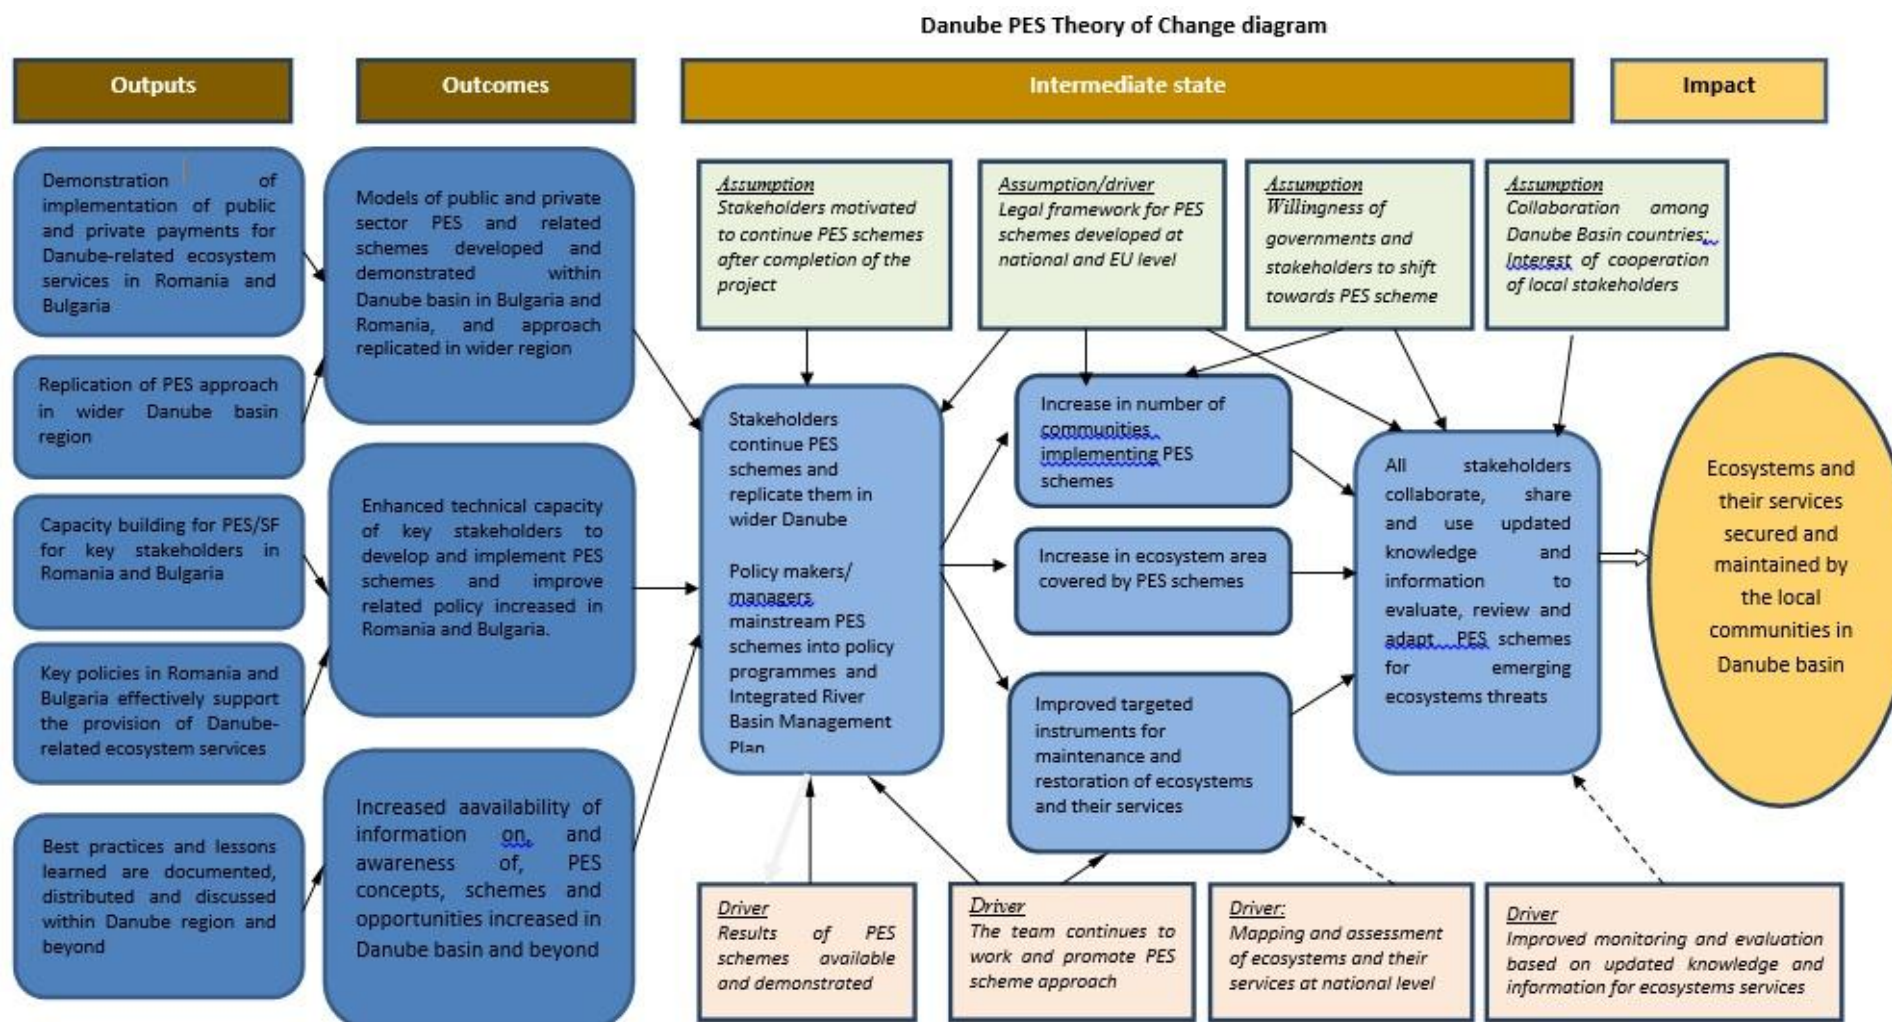 Danube PES Theory of Change diagram
Outputs
Outcomes
Intermediate state
Impact
Demonstration of
implementation of public
and private payments for
Danube-related ecosystem
services in Romania and
Bulgaria
Replication of PES approach
in wider Danube basin
region
Capacity building for PES/SF
for key stakeholders in
Romania and Bulgaria
Key policies in Romania and
Bulgaria effectively support
the provision of Danube-
related ecosystem services
Best practices and lessons
learned are documented,
distributed and discussed
within Danube region and
beyond
Models of public and private
sector PES and related
schemes developed and
demonstrated within
Danube basin in Bulgaria and
Romania, and approach
replicated in wider region
Enhanced technical capacity
of key stakeholders to
develop and implement PES
schemes and improve
related policy increased in
Romania and Bulgaria.
Increased aavailability of
information on, and
awareness of, PES
concepts, schemes and
opportunities increased in
Danube basin and beyond
Assumption
Stakeholders motivated
to continue PES schemes
after completion of the
project
Assumption/driver
Legal framework for PES
schemes developed at
national and EU level
Assumption
Willingness of
governments and
stakeholders to shift
towards PES scheme
Assumption
Collaboration among
Danube Basin countries;
Interest of cooperation
of local stakeholders
Stakeholders
continue PES
schemes and
replicate them in
wider Danube
Policy makers/
managers
mainstream PES
schemes into policy
programmes and
Integrated River
Basin Management
Plan
Increase in number of
communities
implementing PES
schemes
Increase in ecosystem area
covered by PES schemes
Improved targeted
instruments for
maintenance and
restoration of ecosystems
and their services
All stakeholders
collaborate, share
and use updated
knowledge and
information to
evaluate, review and
adapt PES schemes
for emerging
ecosystems threats
Ecosystems and
their services
secured and
maintained by
the local
communities in
Danube basin
Driver
Results of PES
schemes available
and demonstrated
Driver
The team continues to
work and promote PES
scheme approach
Driver:
Mapping and assessment
of ecosystems and their
services at national level
Driver
Improved monitoring and evaluation
based on updated knowledge and
information for ecosystems services